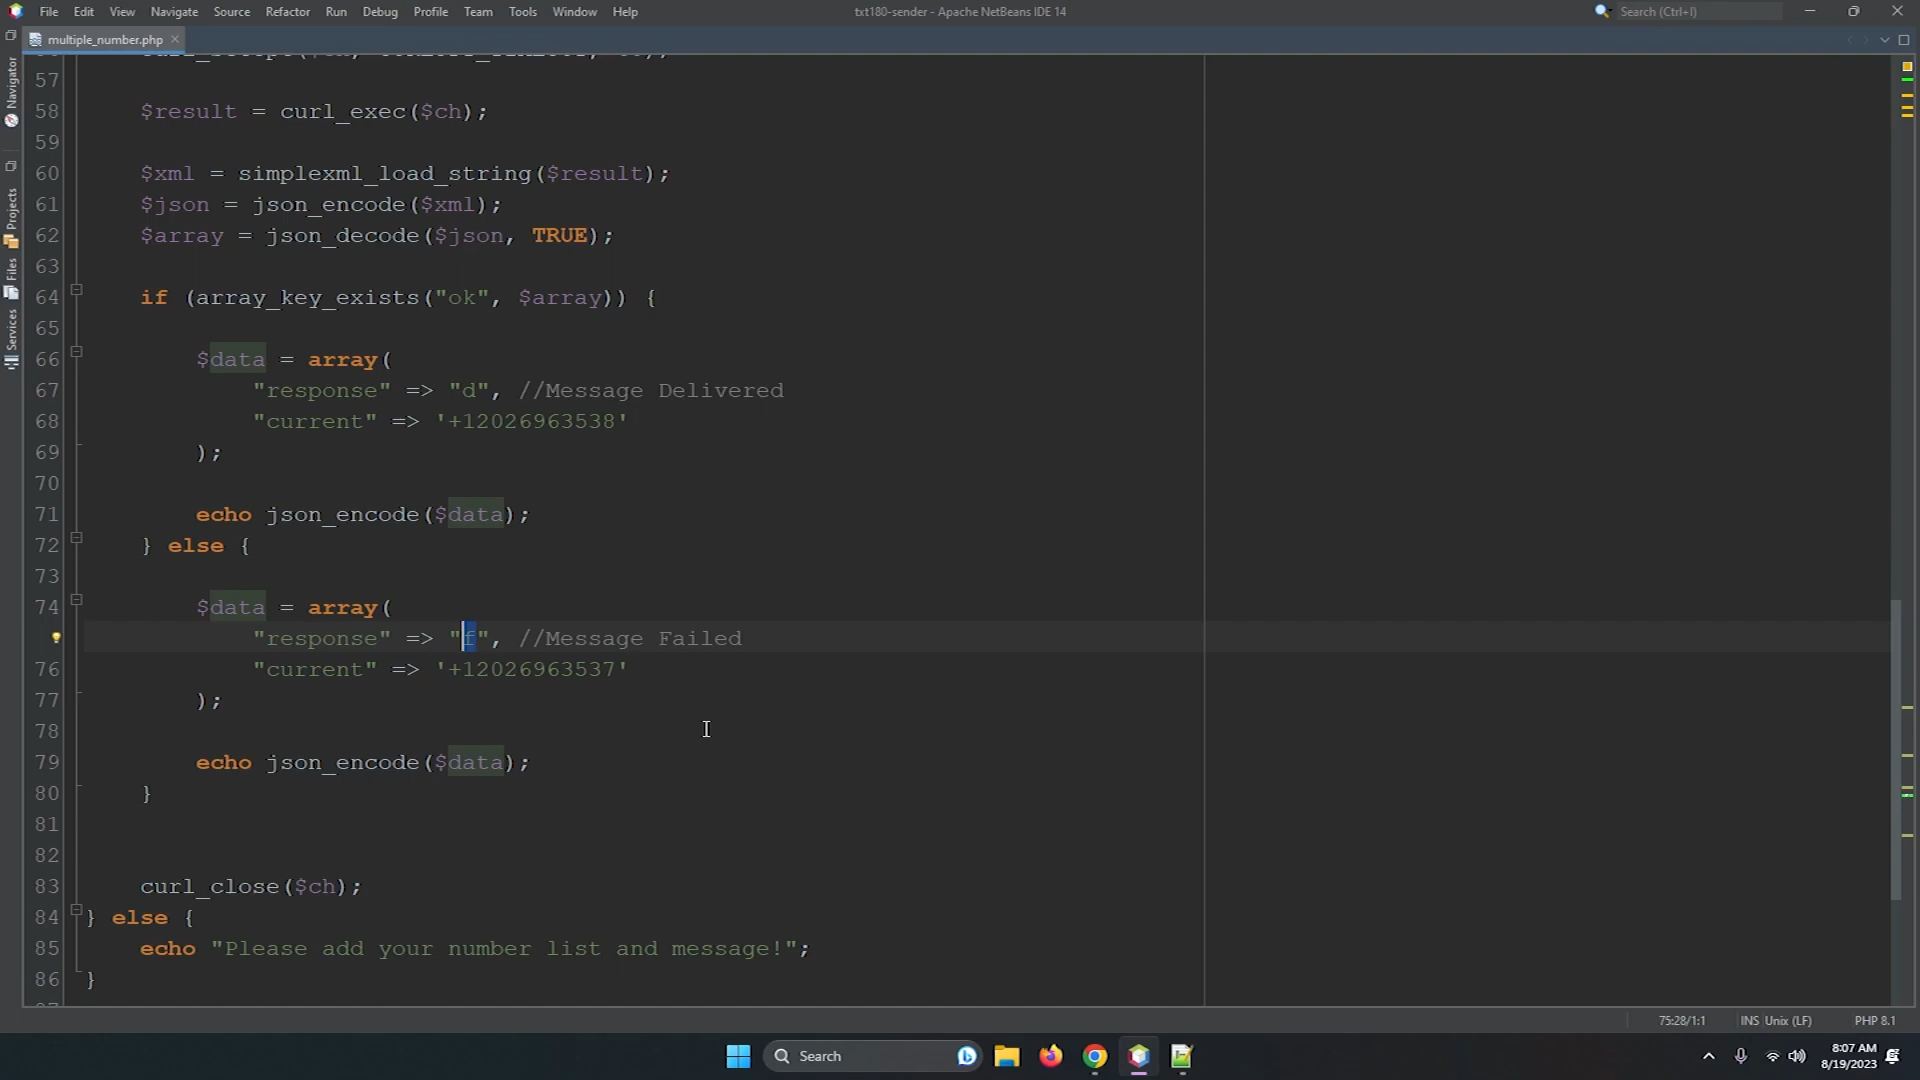 File Edit View Navigate Source Refactor Run Debug Profile Team Tools Window Help
txt180-sender - Apache NetBeans IDE 14
Search (Ctrl+I)
multiple_number.php
Navigator
Projects
Files
Services
57
58 $result = curl_exec($ch);
59
60 $xml = simplexml_load_string($result);
61 $json = json_encode($xml);
62 $array = json_decode($json, TRUE);
63
64 if (array_key_exists("ok", $array)) {
65
66 $data = array(
67 "response" => "d", //Message Delivered
68 "current" => '+12026963538'
69 );
70
71 echo json_encode($data);
72 } else {
73
74 $data = array(
"response" => "f", //Message Failed
76 "current" => '+12026963537'
77 );
78
79 echo json_encode($data);
80 }
81
82
83 curl_close($ch);
84 } else {
85 echo "Please add your number list and message!";
86 }
75:28/1:1 INS Unix (LF) PHP 8.1
Search
8:07 AM
8/19/2023